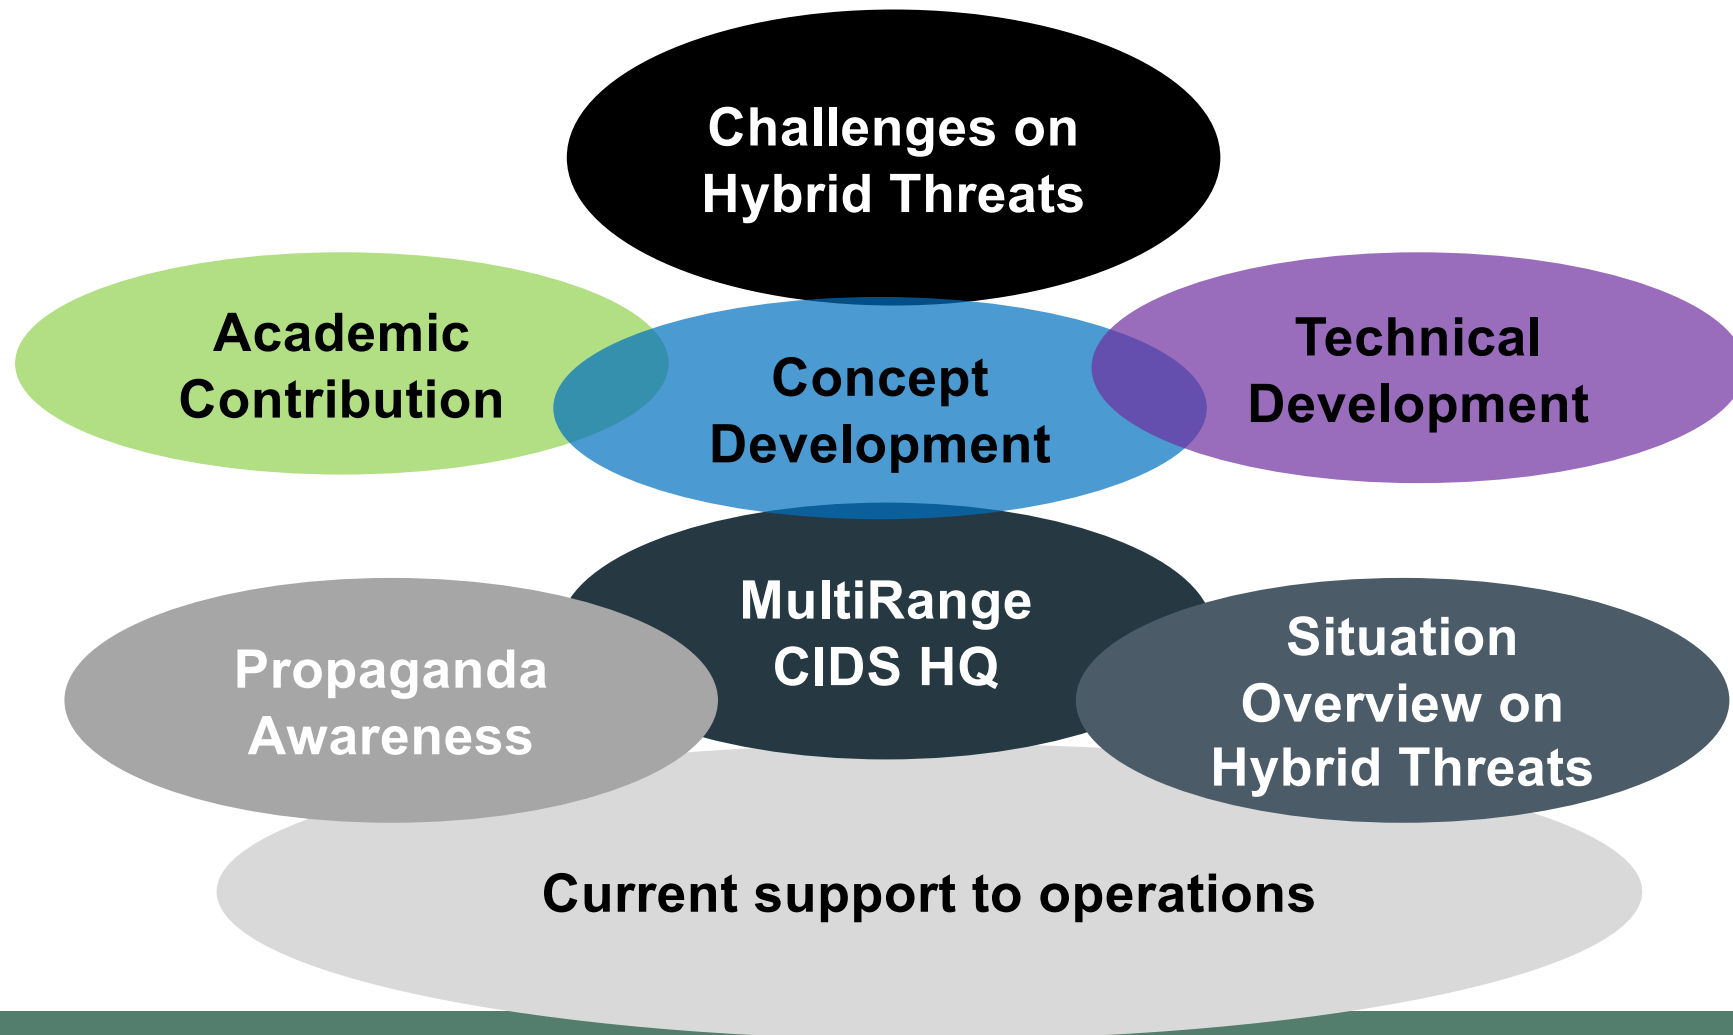 Challenges on
Hybrid Threats
Academic
Contribution
Concept
Development
Technical
Development
MultiRange
CIDS HQ
Propaganda
Awareness
Situation
Overview on
Hybrid Threats
Current support to operations